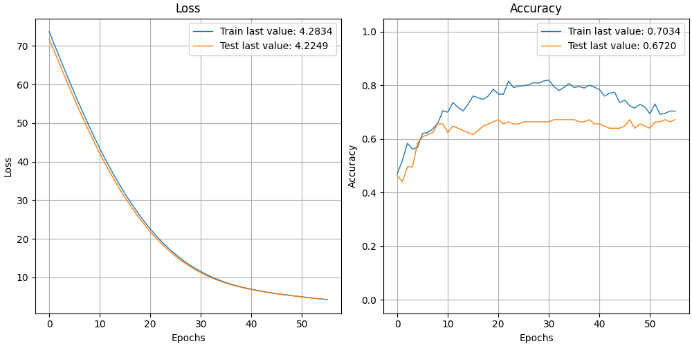 Loss
Train last value: 4.2834
Test last value: 4.2249
70
60
50
40
30
20
10
Loss
0
10
20
30
40
50
Epochs
Accuracy
Train last value: 0.7034
Test last value: 0.6720
1.0
0.8
0.6
0.4
0.2
0.0
Accuracy
0
10
20
30
40
50
Epochs